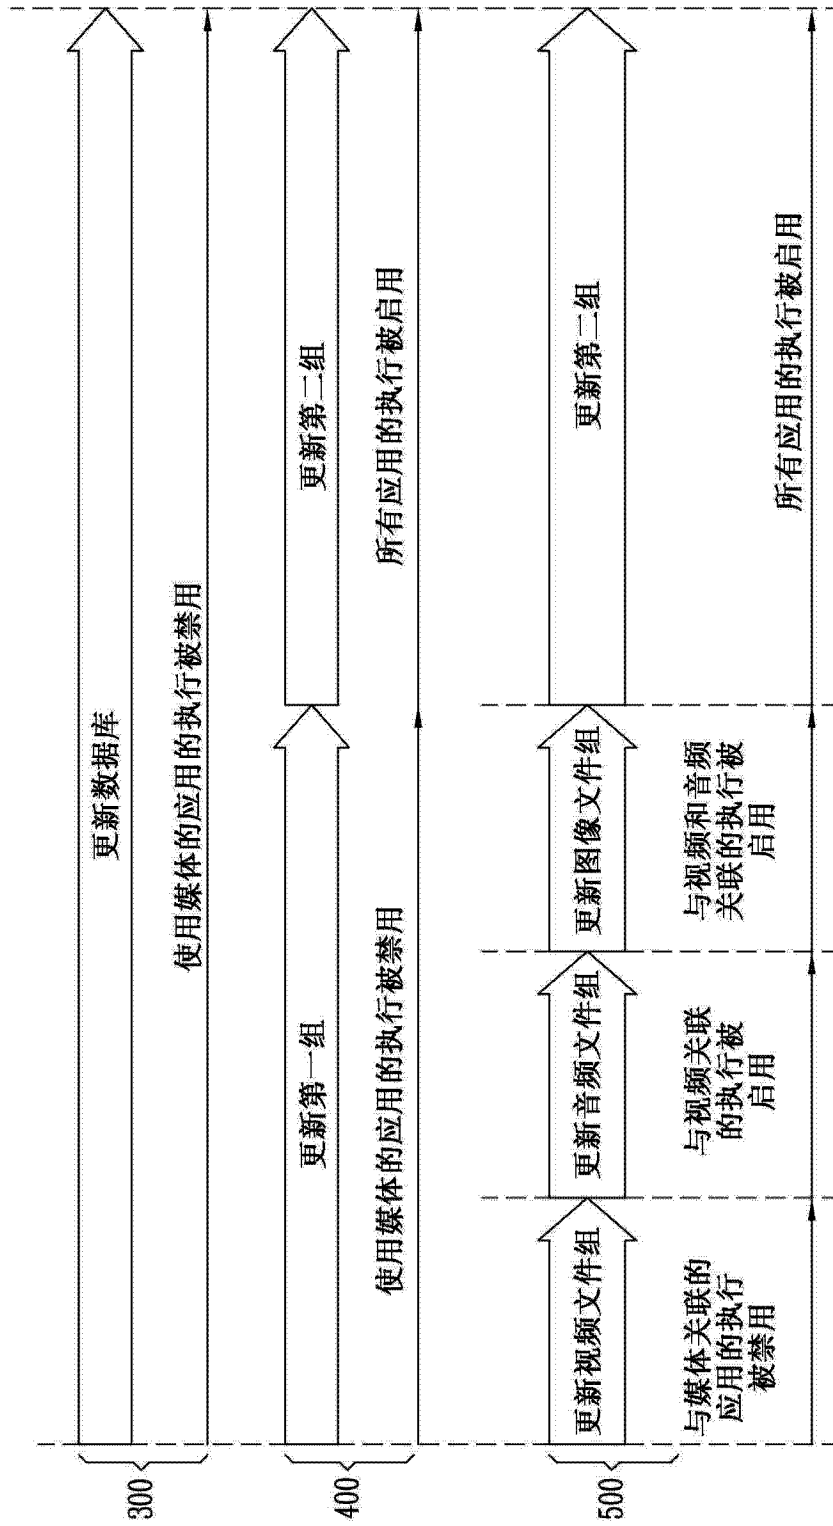 300
更新数据库
使用媒体的应用的执行被禁用
400
更新第一组
更新第二组
使用媒体的应用的执行被禁用
所有应用的执行被启用
500
更新视频文件组
更新音频文件组
更新图像文件组
更新第二组
与媒体关联的
应用的执行
被禁用
与视频关联
的执行被
启用
与视频和音频
关联的执行被
启用
所有应用的执行被启用